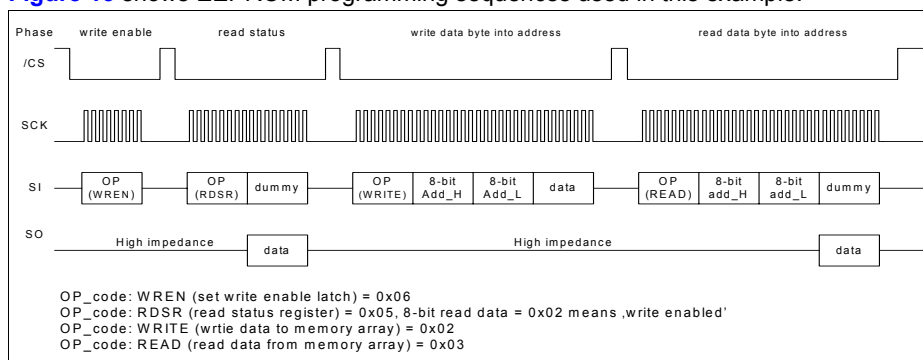 Figure 10 shows EEPROM programming sequences used in this example.
Phase write enable read status write data byte into address read data byte into address
/CS
SCK
SI OP (WREN) OP (RDSR) dummy OP (WRITE) 8-bit Add_H 8-bit Add_L data OP (READ) 8-bit add_H 8-bit add_L dummy
SO High impedance data High impedance data
OP_code: WREN (set write enable latch) = 0x06
OP_code: RDSR (read status register) = 0x05, 8-bit read data = 0x02 means ‚write enabled’
OP_code: WRITE (wrtie data to memory array) = 0x02
OP_code: READ (read data from memory array) = 0x03